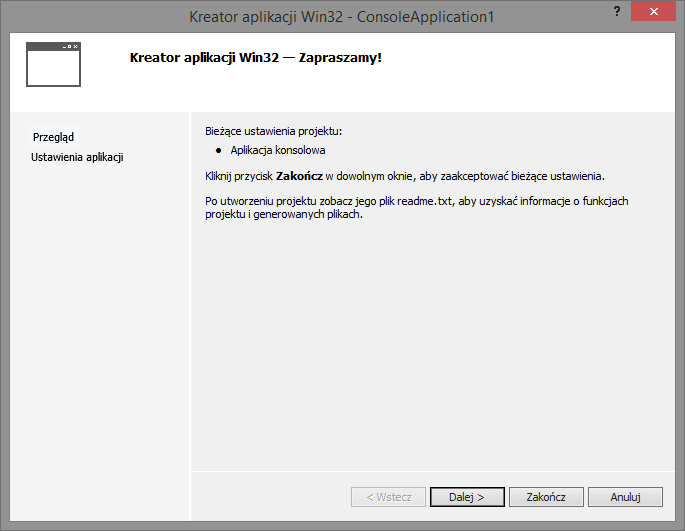 Kreator aplikacji Win32 - ConsoleApplication1
?
Kreator aplikacji Win32 — Zapraszamy!
Przegląd
Ustawienia aplikacji
Bieżące ustawienia projektu:
• Aplikacja konsolowa
Kliknij przycisk Zakończ w dowolnym oknie, aby zaakceptować bieżące ustawienia.
Po utworzeniu projektu zobacz jego plik readme.txt, aby uzyskać informacje o funkcjach
projektu i generowanych plikach.
< Wstecz
Dalej >
Zakończ
Anuluj